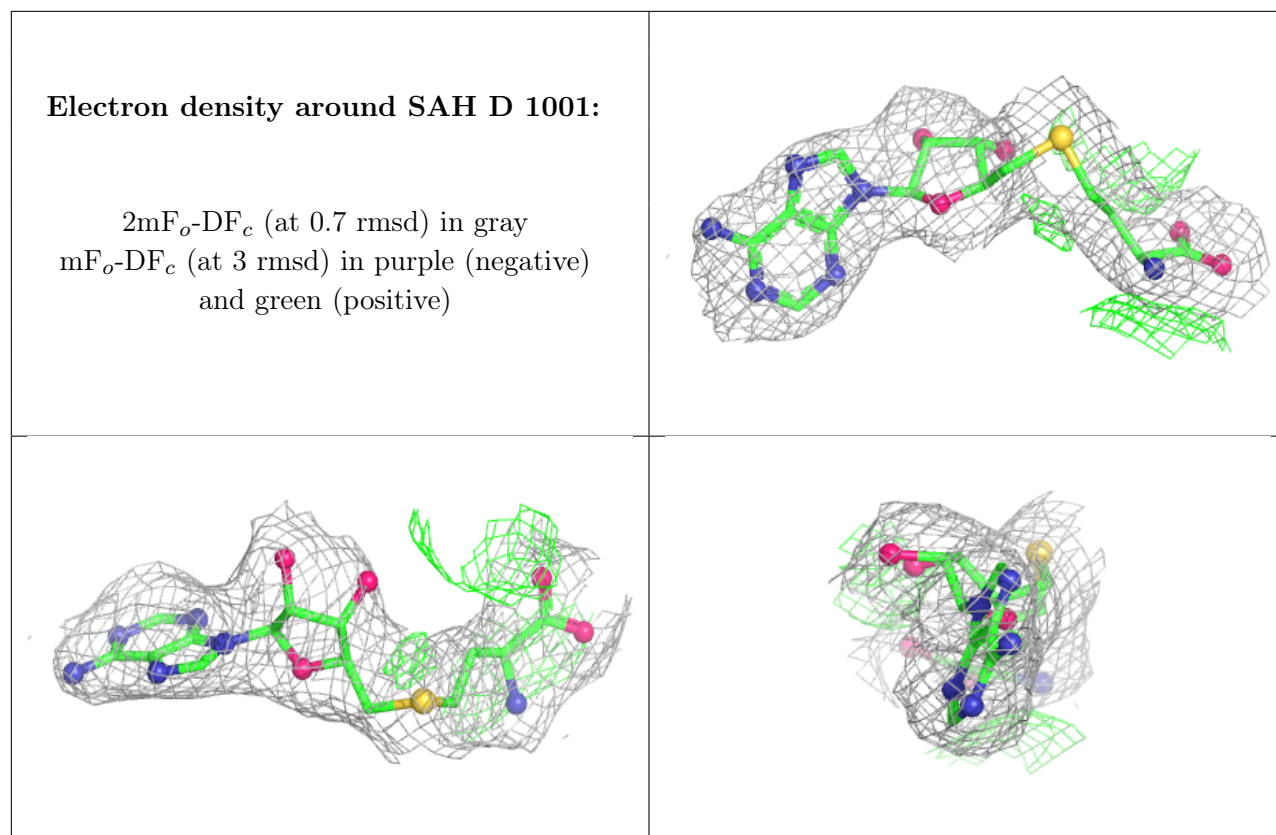 Electron density around SAH D 1001:
2mFo-DFc (at 0.7 rmsd) in gray
mFo-DFc (at 3 rmsd) in purple (negative)
and green (positive)